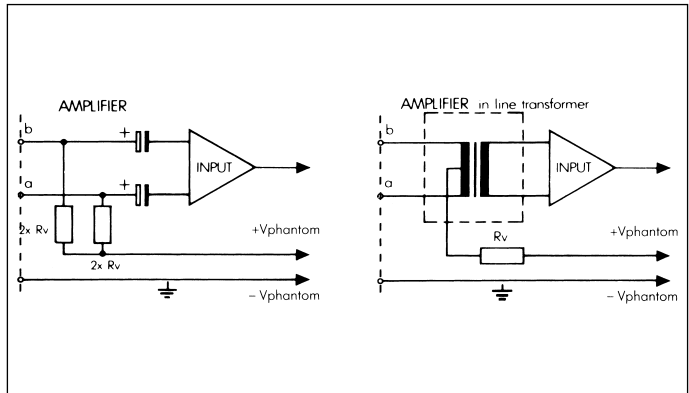 AMPLIFIER
b
+
INPUT
a
+
2x Rv
2x Rv
+Vphantom
– Vphantom
AMPLIFIER in line transformer
b
INPUT
a
Rv
+Vphantom
– Vphantom